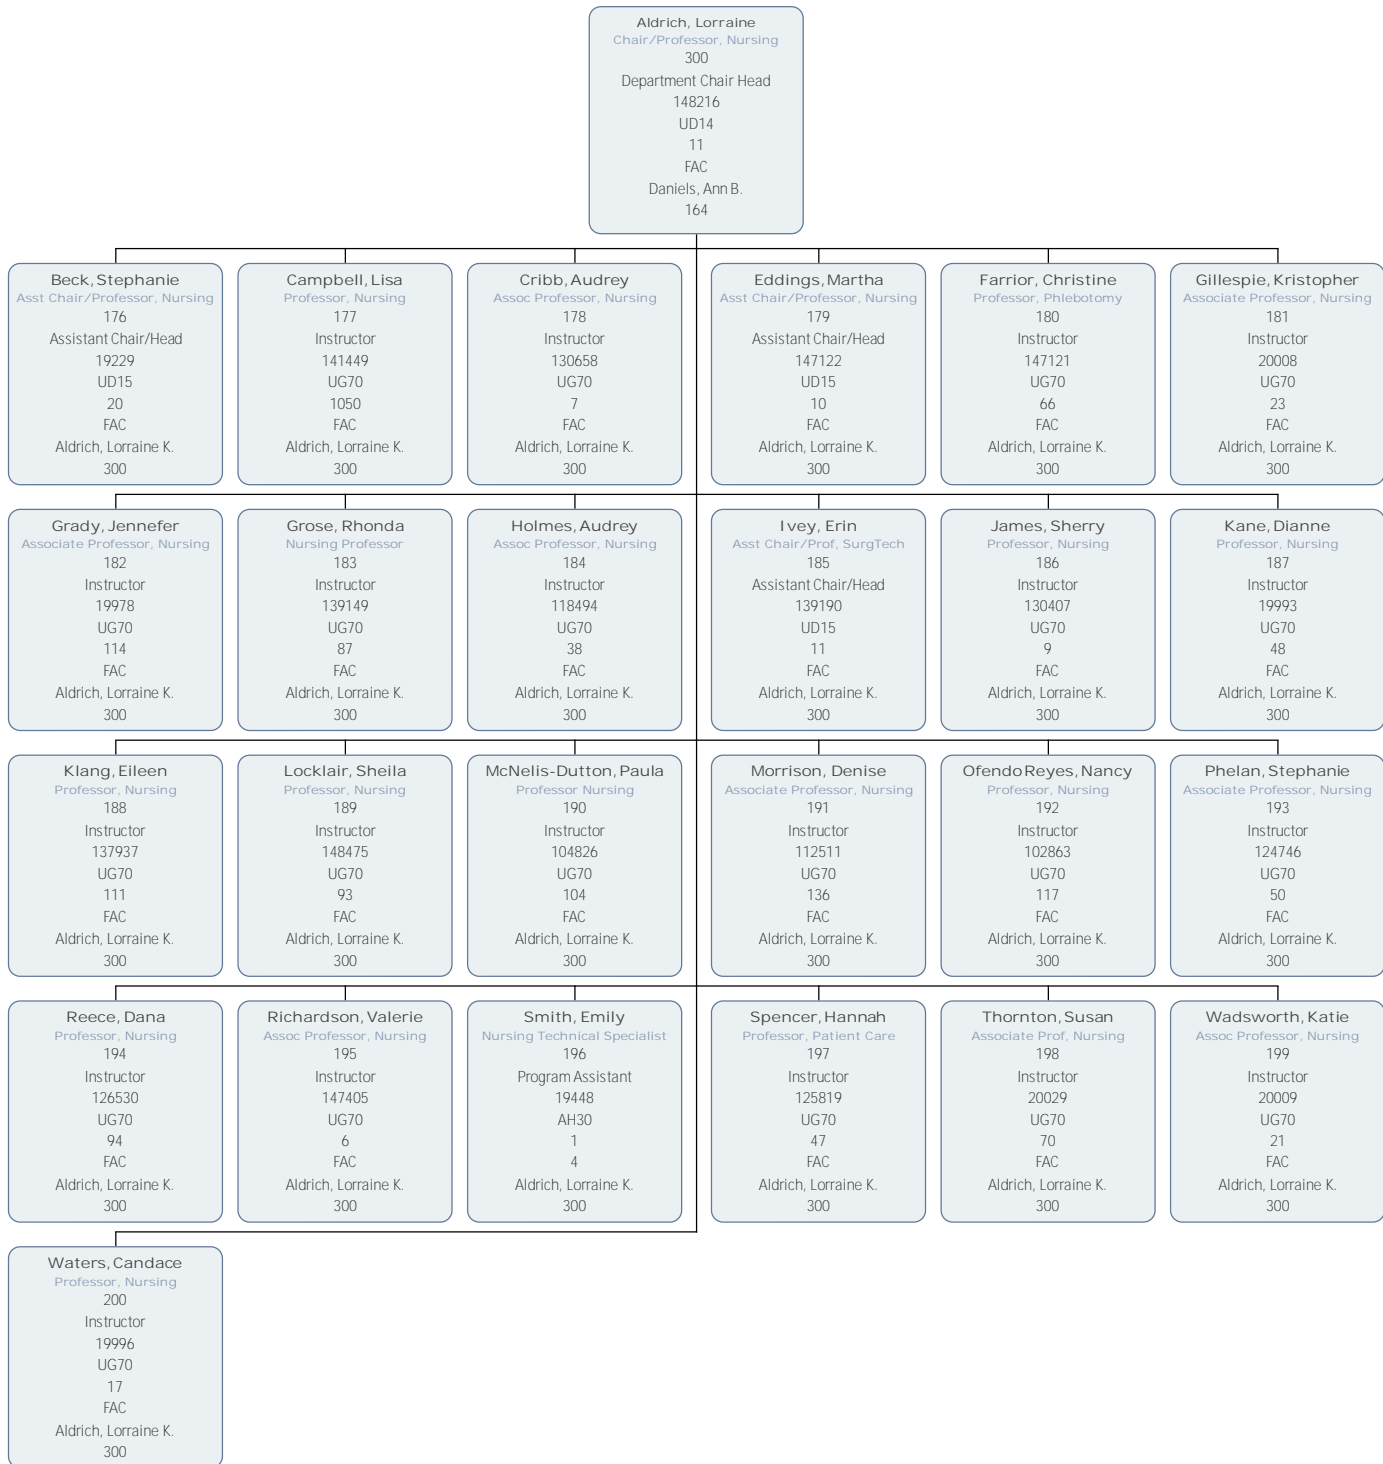 Aldrich, Lorraine
Chair/Professor, Nursing
300
Department Chair Head
148216
UD14
11
FAC
Daniels, Ann B.
164
Beck, Stephanie
Asst Chair/Professor, Nursing
176
Assistant Chair/Head
19229
UD15
20
FAC
Aldrich, Lorraine K.
300
Campbell, Lisa
Professor, Nursing
177
Instructor
141449
UG70
1050
FAC
Aldrich, Lorraine K.
300
Cribb, Audrey
Assoc Professor, Nursing
178
Instructor
130658
UG70
7
FAC
Aldrich, Lorraine K.
300
Eddings, Martha
Asst Chair/Professor, Nursing
179
Assistant Chair/Head
147122
UD15
10
FAC
Aldrich, Lorraine K.
300
Farrior, Christine
Professor, Phlebotomy
180
Instructor
147121
UG70
66
FAC
Aldrich, Lorraine K.
300
Gillespie, Kristopher
Associate Professor, Nursing
181
Instructor
20008
UG70
23
FAC
Aldrich, Lorraine K.
300
Grady, Jennefer
Associate Professor, Nursing
182
Instructor
19978
UG70
114
FAC
Aldrich, Lorraine K.
300
Grose, Rhonda
Nursing Professor
183
Instructor
139149
UG70
87
FAC
Aldrich, Lorraine K.
300
Holmes, Audrey
Assoc Professor, Nursing
184
Instructor
118494
UG70
38
FAC
Aldrich, Lorraine K.
300
Ivey, Erin
Asst Chair/Prof, SurgTech
185
Assistant Chair/Head
139190
UD15
11
FAC
Aldrich, Lorraine K.
300
James, Sherry
Professor, Nursing
186
Instructor
130407
UG70
9
FAC
Aldrich, Lorraine K.
300
Kane, Dianne
Professor, Nursing
187
Instructor
19993
UG70
48
FAC
Aldrich, Lorraine K.
300
Klang, Eileen
Professor, Nursing
188
Instructor
137937
UG70
111
FAC
Aldrich, Lorraine K.
300
Locklair, Sheila
Professor, Nursing
189
Instructor
148475
UG70
93
FAC
Aldrich, Lorraine K.
300
McNelis-Dutton, Paula
Professor Nursing
190
Instructor
104826
UG70
104
FAC
Aldrich, Lorraine K.
300
Morrison, Denise
Associate Professor, Nursing
191
Instructor
112511
UG70
136
FAC
Aldrich, Lorraine K.
300
Ofendo Reyes, Nancy
Professor, Nursing
192
Instructor
102863
UG70
117
FAC
Aldrich, Lorraine K.
300
Phelan, Stephanie
Associate Professor, Nursing
193
Instructor
124746
UG70
50
FAC
Aldrich, Lorraine K.
300
Reece, Dana
Professor, Nursing
194
Instructor
126530
UG70
94
FAC
Aldrich, Lorraine K.
300
Richardson, Valerie
Assoc Professor, Nursing
195
Instructor
147405
UG70
6
FAC
Aldrich, Lorraine K.
300
Smith, Emily
Nursing Technical Specialist
196
Program Assistant
19448
AH30
1
4
Aldrich, Lorraine K.
300
Spencer, Hannah
Professor, Patient Care
197
Instructor
125819
UG70
47
FAC
Aldrich, Lorraine K.
300
Thornton, Susan
Associate Prof, Nursing
198
Instructor
20029
UG70
70
FAC
Aldrich, Lorraine K.
300
Wadsworth, Katie
Assoc Professor, Nursing
199
Instructor
20009
UG70
21
FAC
Aldrich, Lorraine K.
300
Waters, Candace
Professor, Nursing
200
Instructor
19996
UG70
17
FAC
Aldrich, Lorraine K.
300